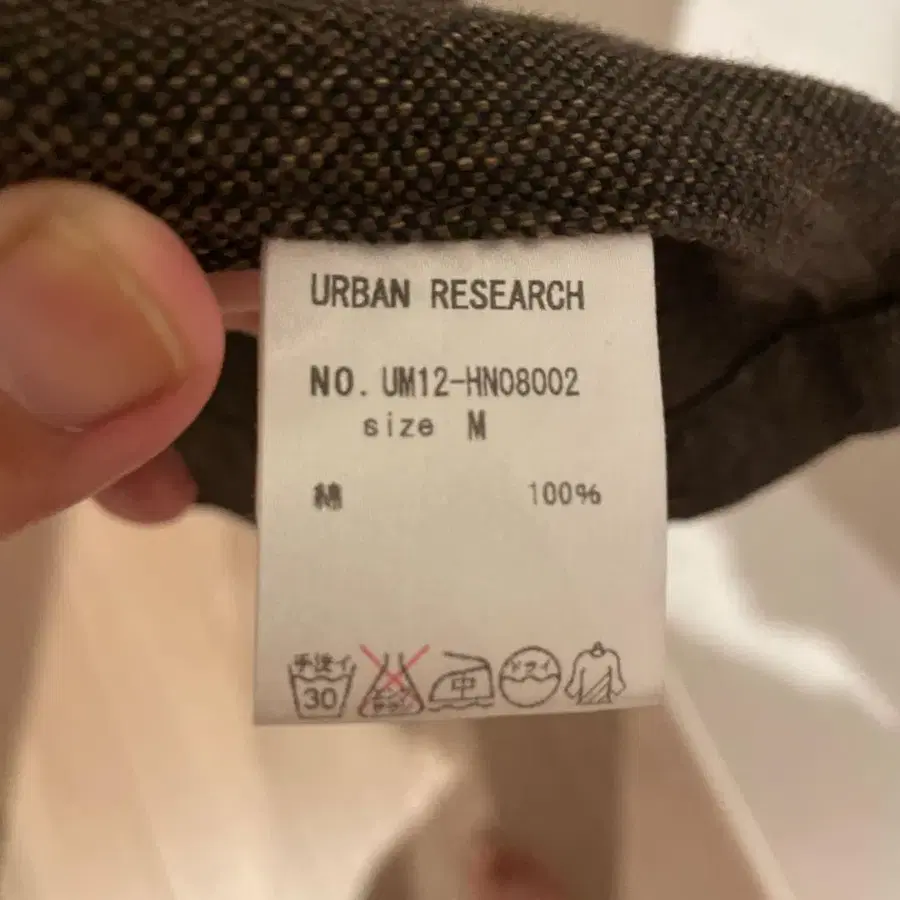 URBAN RESEARCH
NO. UM12-HN08002
size M
綿 100%
手洗イ 30 中 ドライ